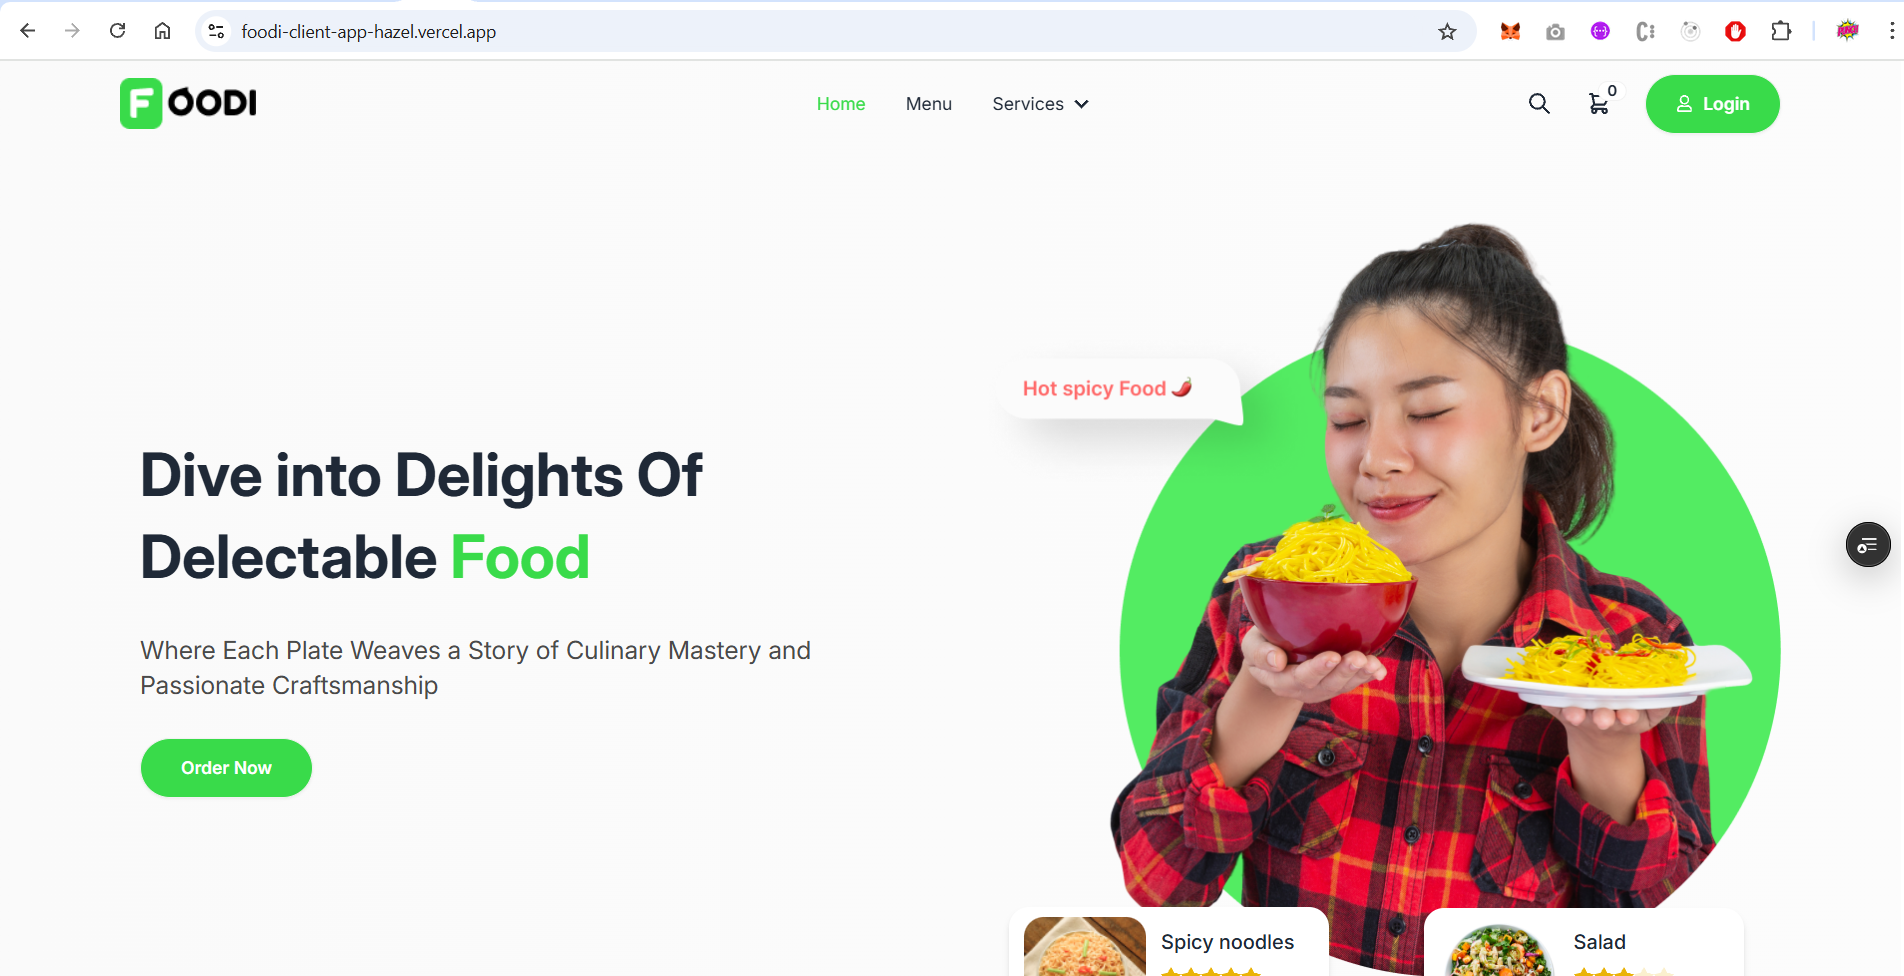 foodi-client-app-hazel.vercel.app
FOODI
Home Menu Services
0
Login
Hot spicy Food
Dive into Delights Of
Delectable Food
Where Each Plate Weaves a Story of Culinary Mastery and
Passionate Craftsmanship
Order Now
Spicy noodles
Salad